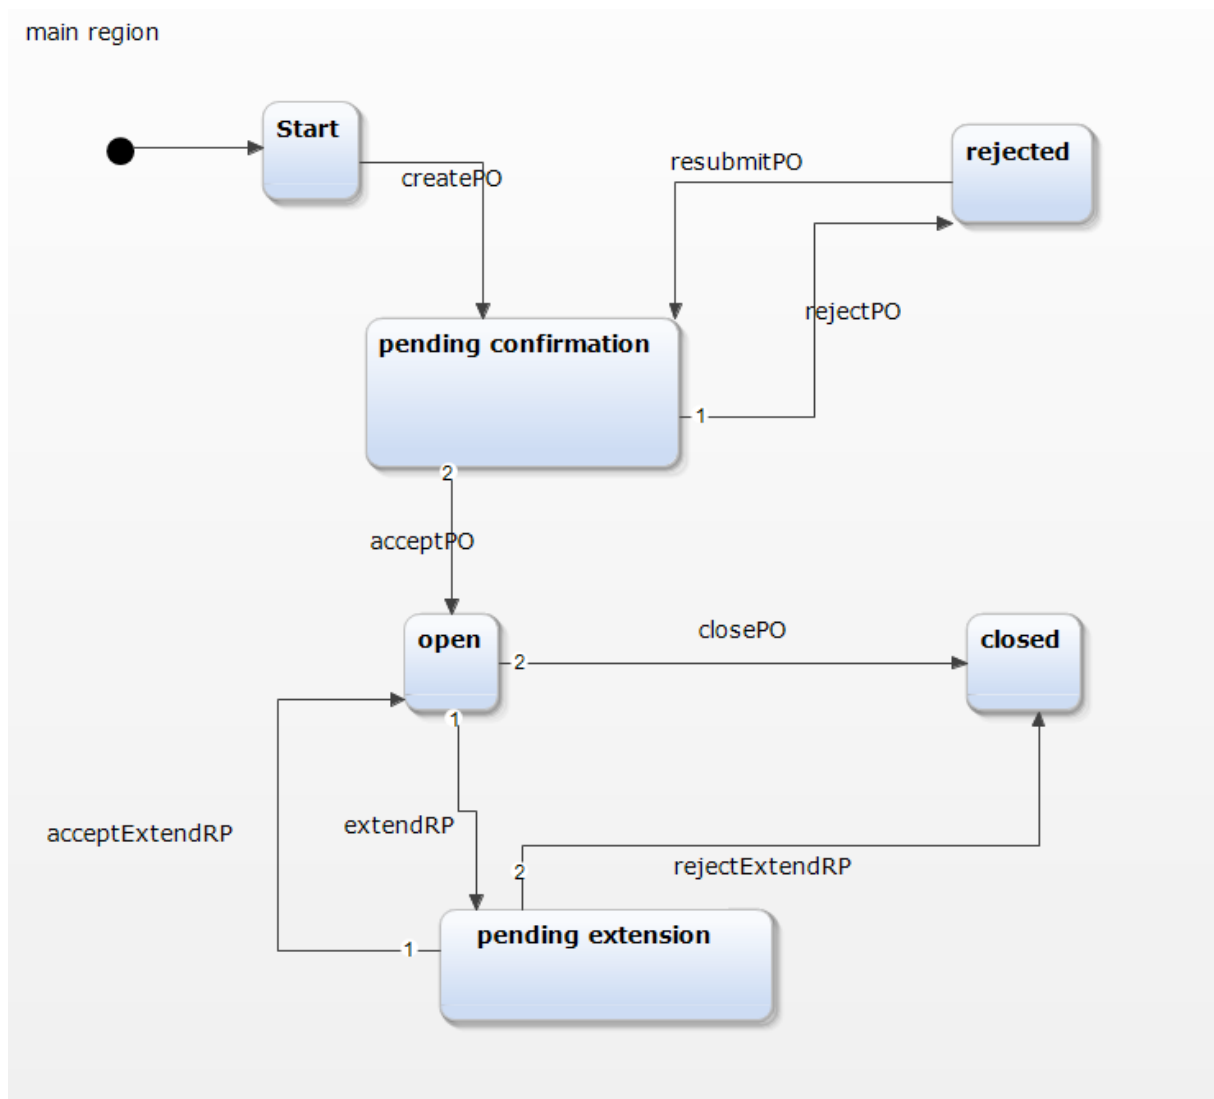 main region
Start
createPO
rejected
resubmitPO
rejectPO
pending confirmation
1
2
acceptPO
open
2
closePO
closed
1
acceptExtendRP
extendRP
2
rejectExtendRP
1
pending extension